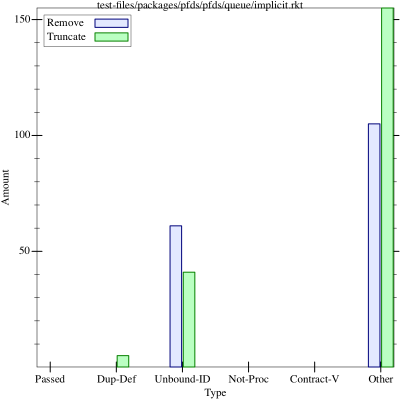 test-files/packages/pfds/pfds/queue/implicit.rkt
Remove
Truncate
150
100
50
Amount
Passed Dup-Def Unbound-ID Not-Proc Contract-V Other
Type